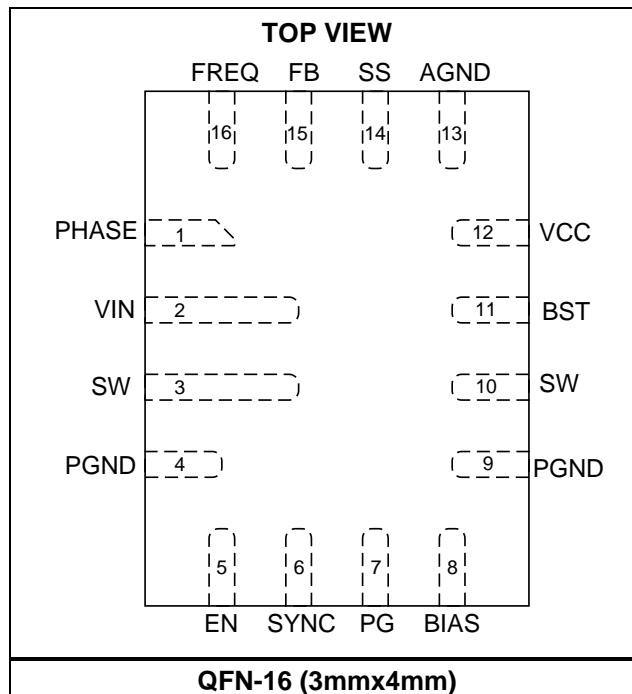 TOP VIEW
FREQ FB SS AGND
16 15 14 13
PHASE 1 12 VCC
VIN 2 11 BST
SW 3 10 SW
PGND 4 9 PGND
5 6 7 8
EN SYNC PG BIAS
QFN-16 (3mmx4mm)